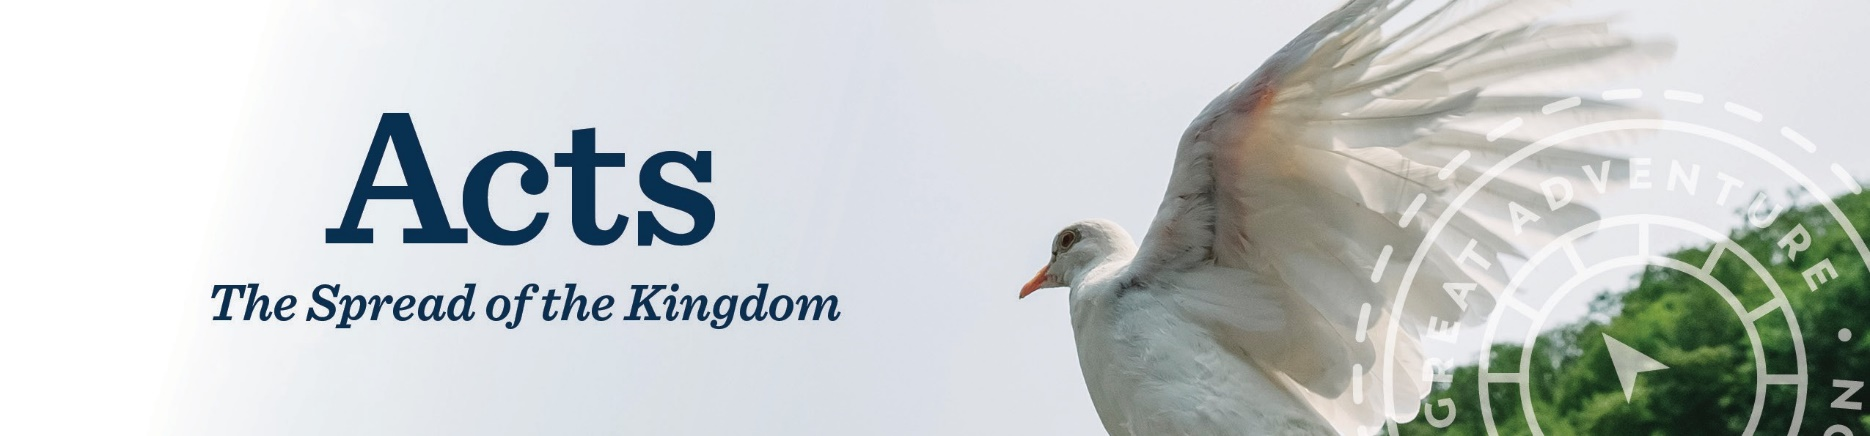 Acts
The Spread of the Kingdom
GREAT ADVENTURE